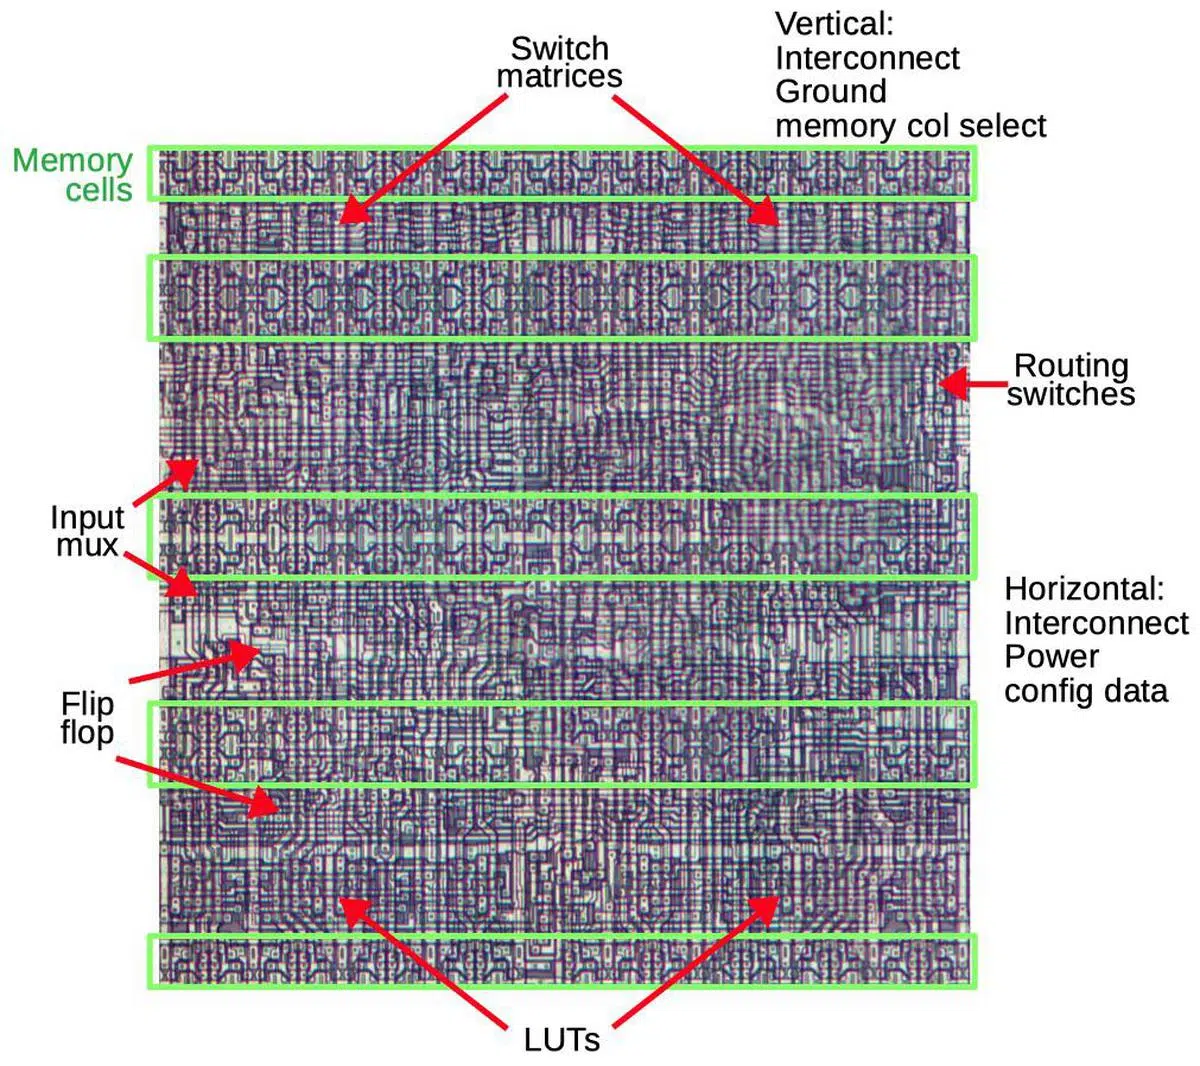 Switch
matrices
Vertical:
Interconnect
Ground
memory col select
Memory
cells
Routing
switches
Input
mux
Horizontal:
Interconnect
Power
config data
Flip
flop
LUTs